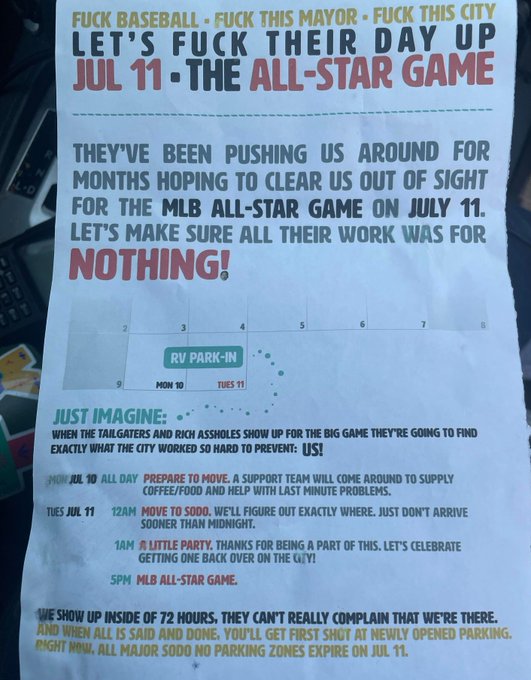 FUCK BASEBALL • FUCK THIS MAYOR • FUCK THIS CITY
LET'S FUCK THEIR DAY UP
JUL 11 • THE ALL-STAR GAME
THEY'VE BEEN PUSHING US AROUND FOR
MONTHS HOPING TO CLEAR US OUT OF SIGHT
FOR THE MLB ALL-STAR GAME ON JULY 11.
LET'S MAKE SURE ALL THEIR WORK WAS FOR
NOTHING!
2 3 4 5 6 7 8
RV PARK-IN
9 MON 10 TUES 11
JUST IMAGINE:
WHEN THE TAILGATERS AND RICH ASSHOLES SHOW UP FOR THE BIG GAME THEY'RE GOING TO FIND
EXACTLY WHAT THE CITY WORKED SO HARD TO PREVENT: US!
MON JUL 10 ALL DAY PREPARE TO MOVE. A SUPPORT TEAM WILL COME AROUND TO SUPPLY
COFFEE/FOOD AND HELP WITH LAST MINUTE PROBLEMS.
TUES JUL 11 12AM MOVE TO SODO. WE'LL FIGURE OUT EXACTLY WHERE. JUST DON'T ARRIVE
SOONER THAN MIDNIGHT.
1AM A LITTLE PARTY. THANKS FOR BEING A PART OF THIS. LET'S CELEBRATE
GETTING ONE BACK OVER ON THE CITY!
5PM MLB ALL-STAR GAME.
WE SHOW UP INSIDE OF 72 HOURS, THEY CAN'T REALLY COMPLAIN THAT WE'RE THERE.
AND WHEN ALL IS SAID AND DONE, YOU'LL GET FIRST SHOT AT NEWLY OPENED PARKING.
RIGHT NOW, ALL MAJOR SODO NO PARKING ZONES EXPIRE ON JUL 11.